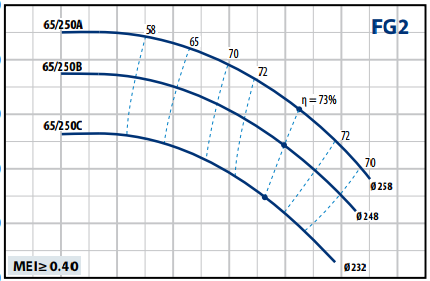 65/250A
58
FG2
65
70
65/250B
72
η = 73%
65/250C
72
70
Ø 258
Ø 248
MEI ≥ 0.40
Ø 232